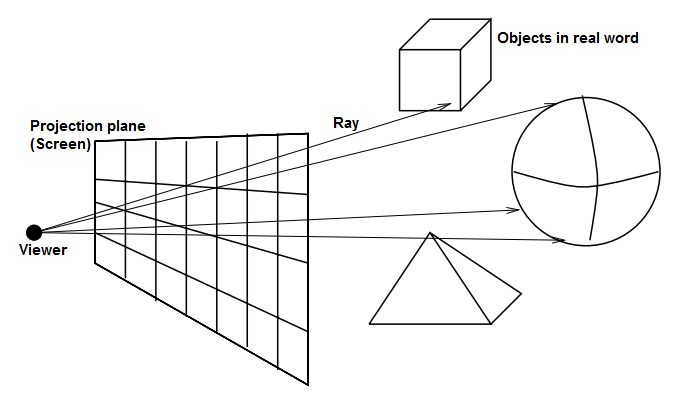 Objects in real word
Ray
Projection plane
(Screen)
Viewer